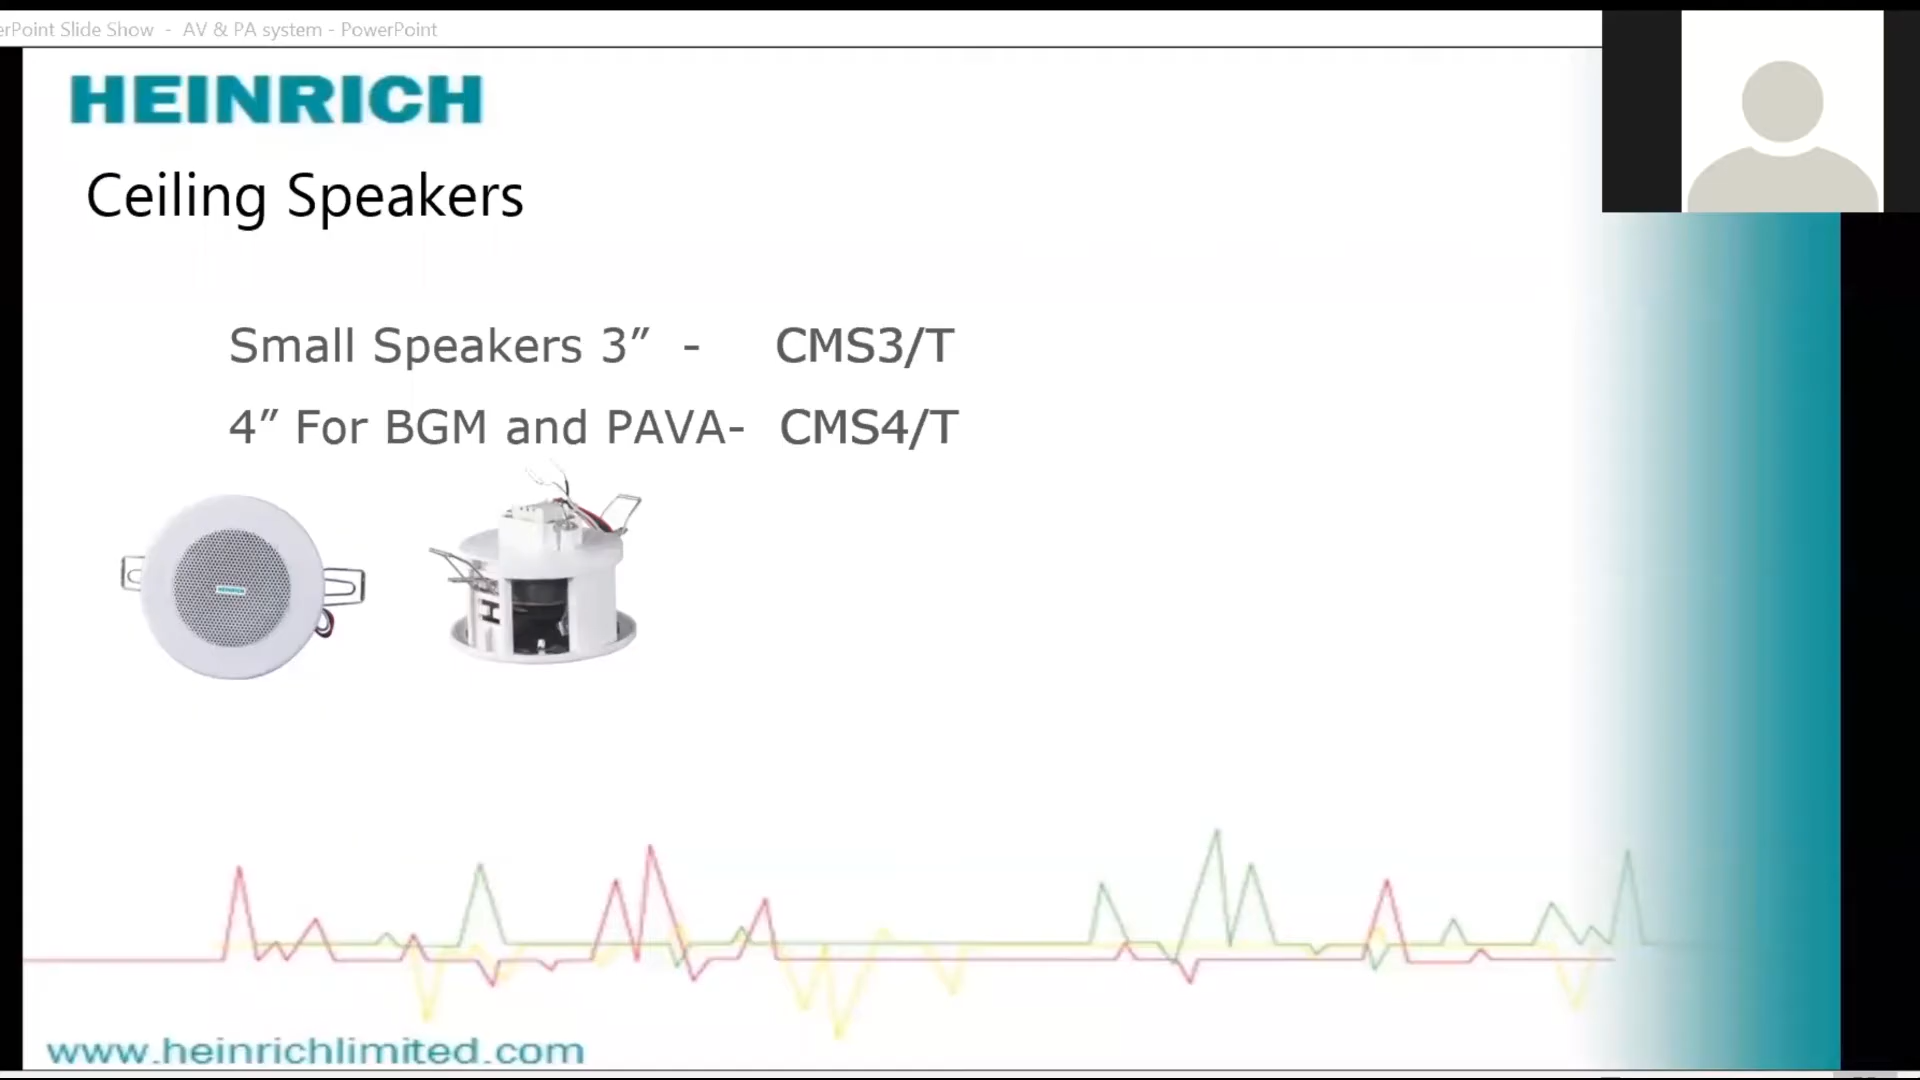 erPoint Slide Show - AV & PA system - PowerPoint
HEINRICH
Ceiling Speakers
Small Speakers 3” - CMS3/T
4” For BGM and PAVA- CMS4/T
HEINRICH
H
www.heinrichlimited.com